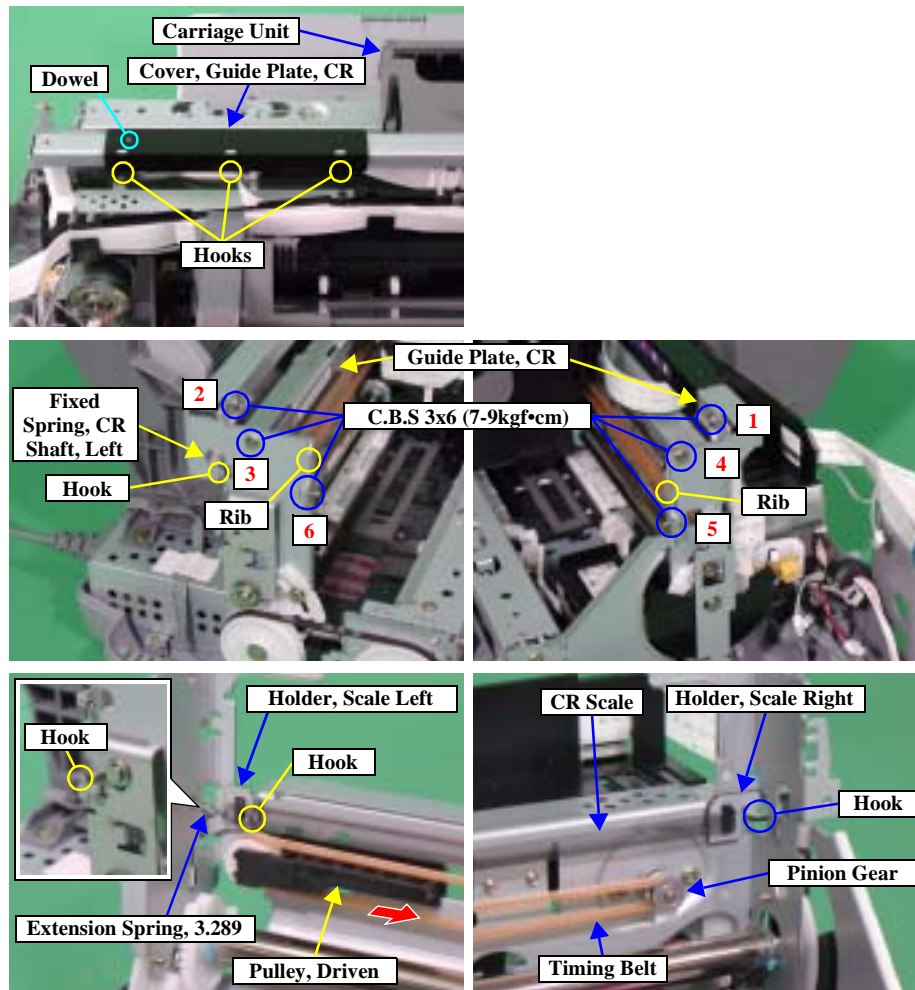 Carriage Unit
Cover, Guide Plate, CR
Dowel
Hooks
Guide Plate, CR
2
C.B.S 3x6 (7-9kgf•cm)
1
Fixed
Spring, CR
Shaft, Left
3
4
Hook
Rib
6
Rib
5
Holder, Scale Left
Hook
Hook
Extension Spring, 3.289
Pulley, Driven
CR Scale
Holder, Scale Right
Hook
Pinion Gear
Timing Belt